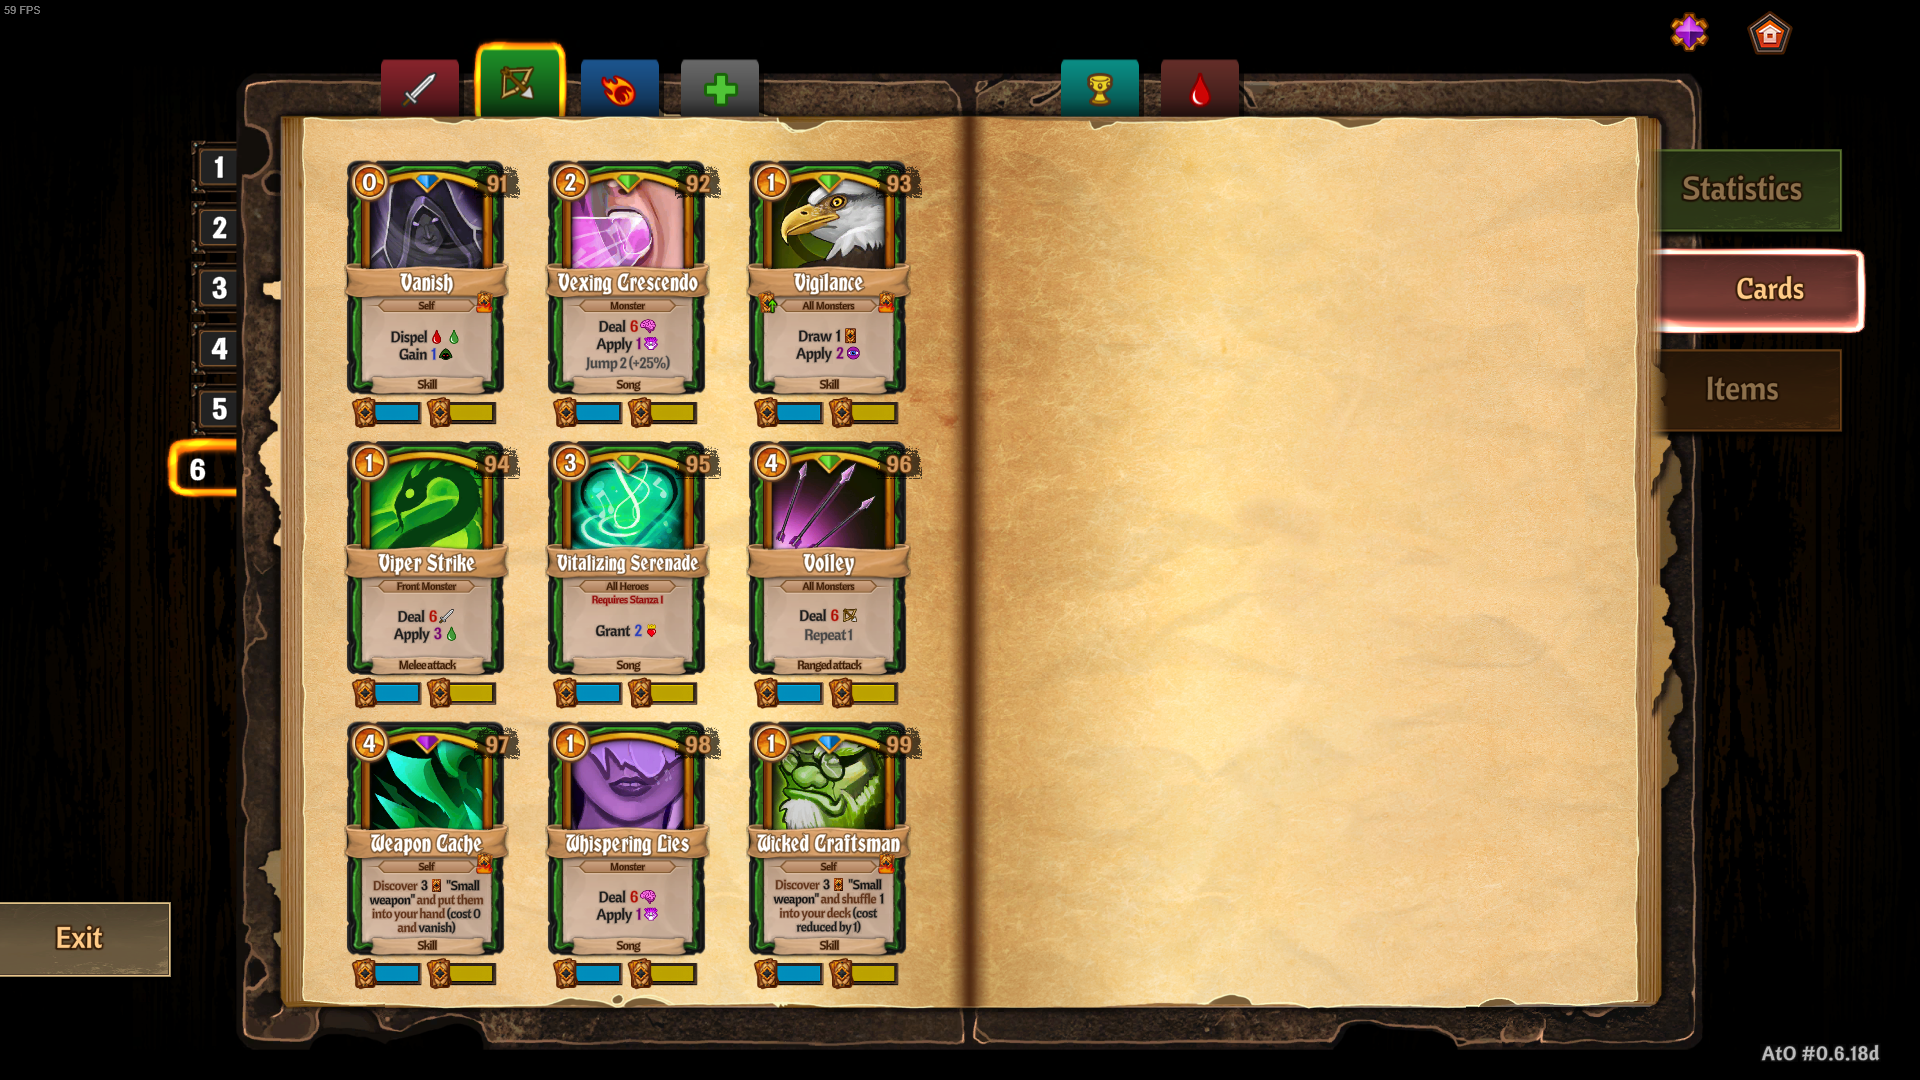 59 FPS
1
2
3
4
5
6
Statistics
Cards
Items
0
91
Vanish
Self
Dispel
Gain 1
Skill
2
92
Vexing Crescendo
Monster
Deal 6
Apply 1
Jump 2 (+25%)
Song
1
93
Vigilance
All Monsters
Draw 1
Apply 2
Skill
1
94
Viper Strike
Front Monster
Deal 6
Apply 3
Melee attack
3
95
Vitalizing Serenade
All Heroes
Requires Stanza I
Grant 2
Song
4
96
Volley
All Monsters
Deal 6
Repeat 1
Ranged attack
4
97
Weapon Cache
Self
Discover 3 "Small
weapon" and put them
into your hand (cost 0
and vanish)
Skill
1
98
Whispering Lies
Monster
Deal 6
Apply 1
Song
1
99
Wicked Craftsman
Self
Discover 3 "Small
weapon" and shuffle 1
into your deck (cost
reduced by 1)
Skill
Exit
AtO #0.6.18d